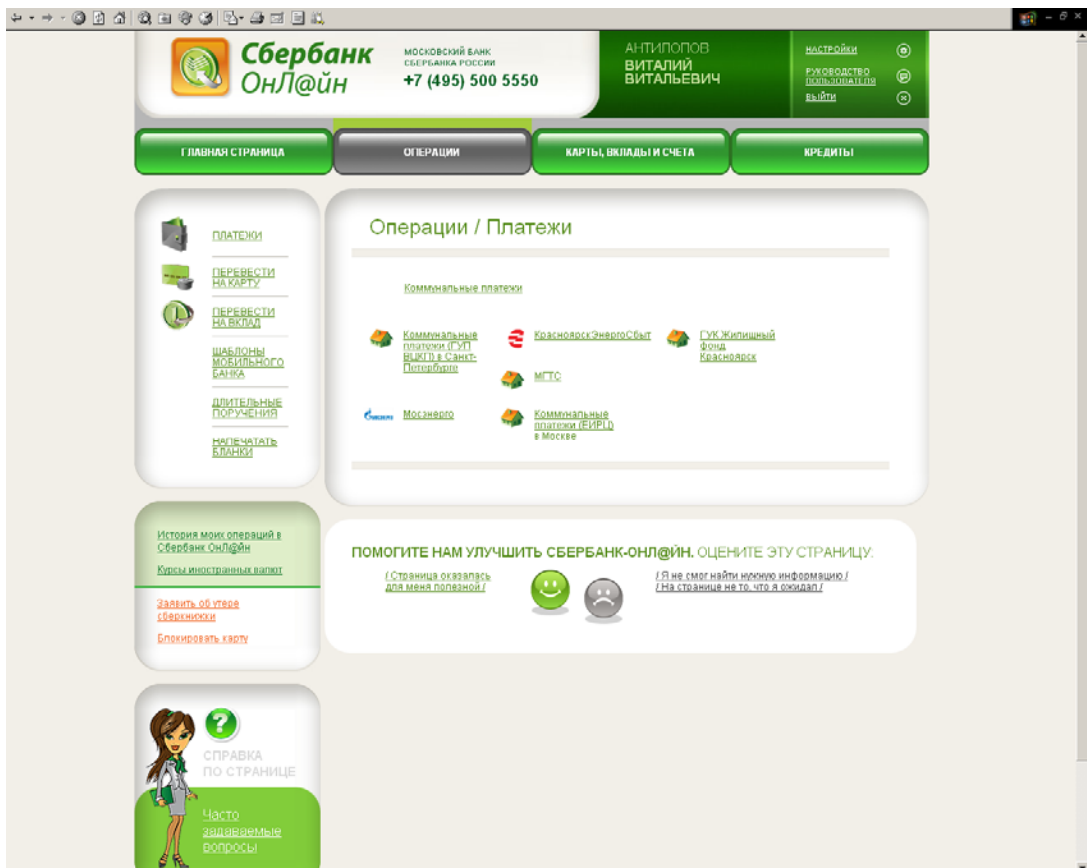 Сбербанк
ОнЛ@йн
МОСКОВСКИЙ БАНК
СБЕРБАНКА РОССИИ
+7 (495) 500 5550
АНТИПОПОВ
ВИТАЛИЙ
ВИТАЛЬЕВИЧ
НАСТРОЙКИ
РУКОВОДСТВО
ПОЛЬЗОВАТЕЛЯ
ВЫЙТИ
ГЛАВНАЯ СТРАНИЦА
ОПЕРАЦИИ
КАРТЫ, ВКЛАДЫ И СЧЕТА
КРЕДИТЫ
ПЛАТЕЖИ
ПЕРЕВЕСТИ
НА КАРТУ
ПЕРЕВЕСТИ
НА ВКЛАД
ШАБЛОНЫ
МОБИЛЬНОГО
БАНКА
ДЛИТЕЛЬНЫЕ
ПОРУЧЕНИЯ
НАПЕЧАТАТЬ
БЛАНКИ
Операции / Платежи
Коммунальные платежи
Коммунальные
платежи (ГУП
ВЦКП) в Санкт-
Петербурге
КрасноярскЭнергоСбыт
ГУК Жилищный
фонд
Красноярск
МГТС
Мосэнерго
Коммунальные
платежи (ЕИРЦ)
в Москве
История моих операций в
Сбербанк ОнЛ@йн
Курсы иностранных валют
Заявить об утере
сберкнижки
Блокировать карту
ПОМОГИТЕ НАМ УЛУЧШИТЬ СБЕРБАНК-ОНЛ@ЙН. ОЦЕНИТЕ ЭТУ СТРАНИЦУ:
/ Страница оказалась
для меня полезной /
/ Я не смог найти нужную информацию /
/ На странице не то, что я ожидал /
СПРАВКА
ПО СТРАНИЦЕ
Часто
задаваемые
вопросы